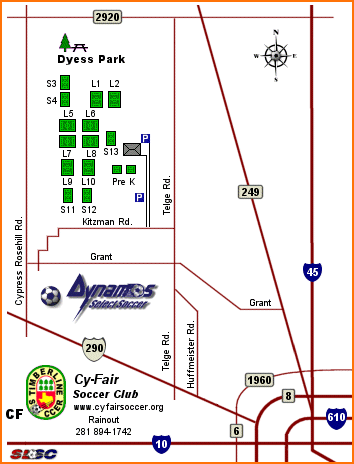 2920
N
W
E
S
Dyess Park
S3
L1 L2
S4
L5 L6
P
S13
L7 L8
Pre K
L9 L10
P
S11 S12
Kitzman Rd.
Telge Rd.
Cypress Rosehill Rd.
249
Grant
45
Dynamos
Select Soccer
Grant
290
Telge Rd.
Huffmeister Rd.
Cy-Fair
Soccer Club
www.cyfairsoccer.org
Rainout
281 894-1742
TIMBERLINE
SOCCER
CF
1960
8
610
6
10